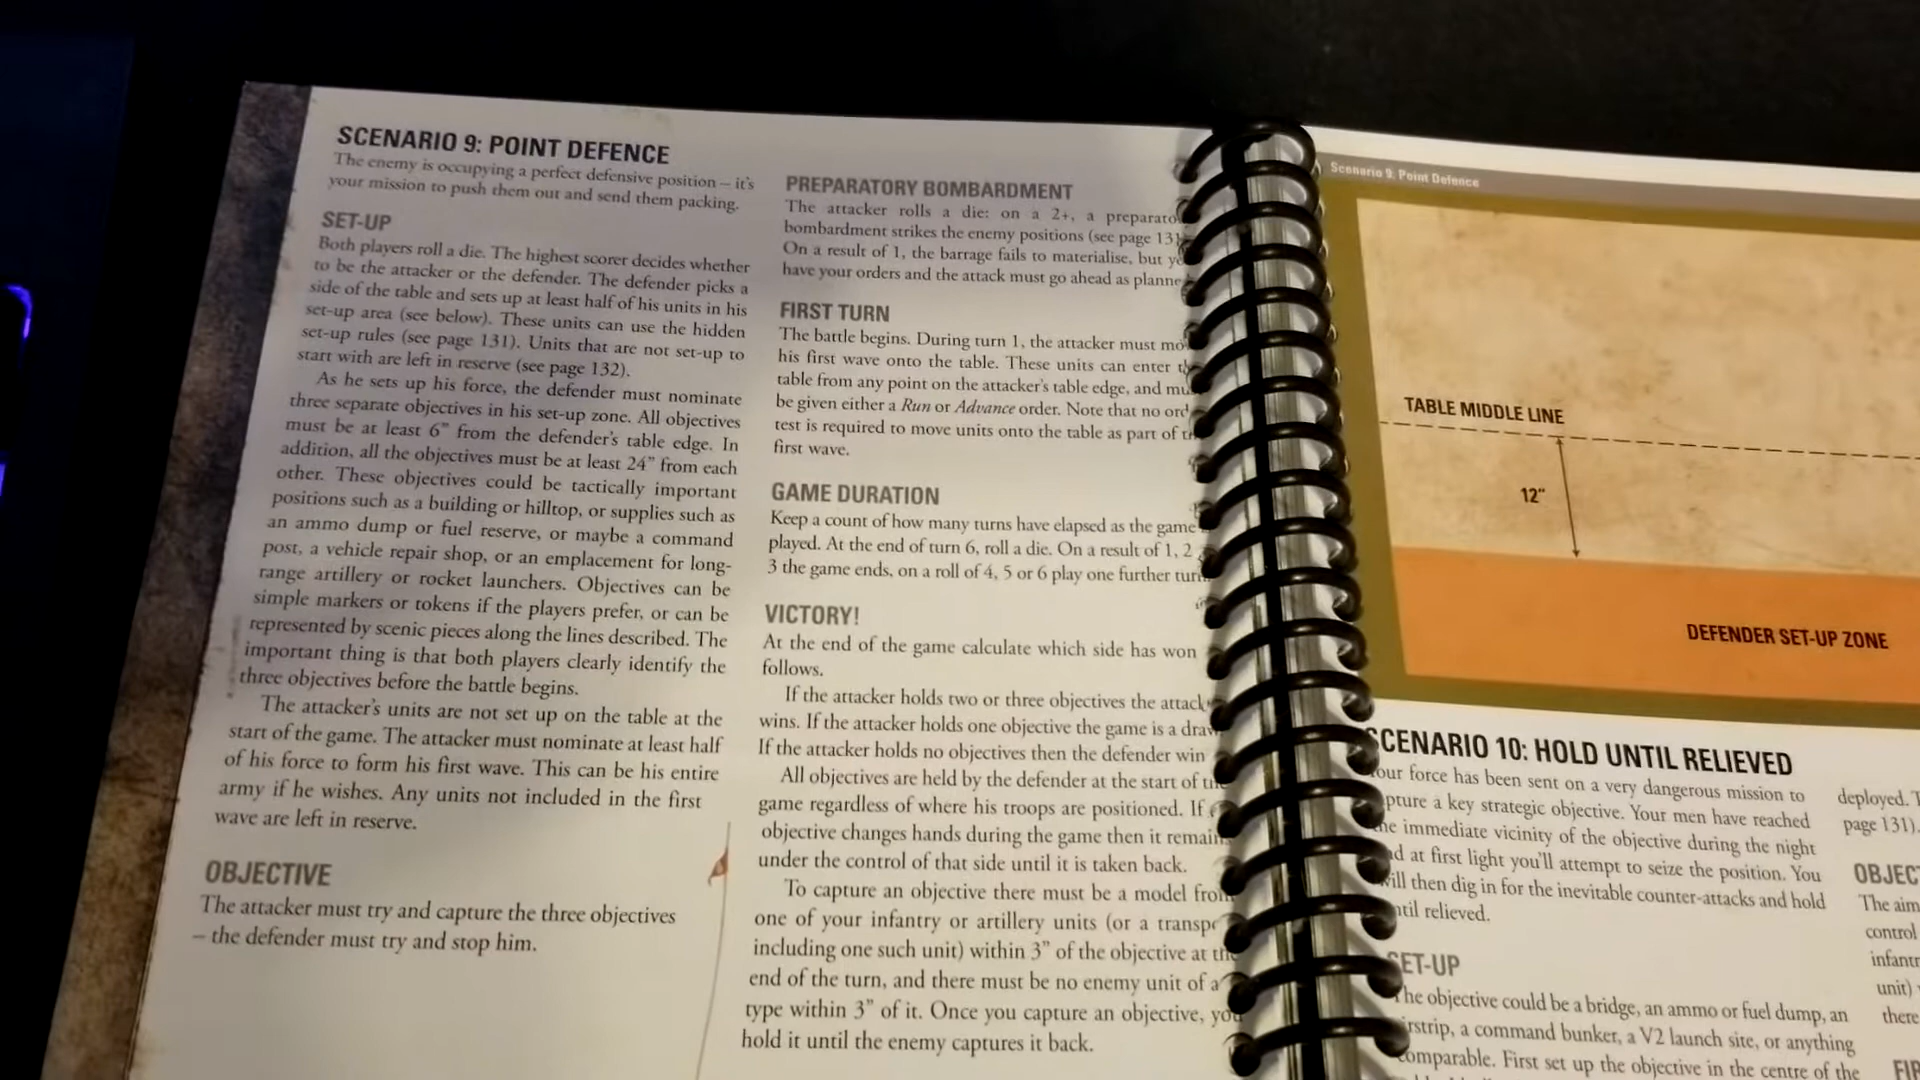 SCENARIO 9: POINT DEFENCE
The enemy is occupying a perfect defensive position – it's
your mission to push them out and send them packing.
SET-UP
Both players roll a die. The highest scorer decides whether
to be the attacker or the defender. The defender picks a
side of the table and sets up at least half of his units in his
set-up area (see below). These units can use the hidden
set-up rules (see page 131). Units that are not set-up to
start with are left in reserve (see page 132).
As he sets up his force, the defender must nominate
three separate objectives in his set-up zone. All objectives
must be at least 6" from the defender's table edge. In
addition, all the objectives must be at least 24" from each
other. These objectives could be tactically important
positions such as a building or hilltop, or supplies such as
an ammo dump or fuel reserve, or maybe a command
post, a vehicle repair shop, or an emplacement for long-
range artillery or rocket launchers. Objectives can be
simple markers or tokens if the players prefer, or can be
represented by scenic pieces along the lines described. The
important thing is that both players clearly identify the
three objectives before the battle begins.
The attacker's units are not set up on the table at the
start of the game. The attacker must nominate at least half
of his force to form his first wave. This can be his entire
army if he wishes. Any units not included in the first
wave are left in reserve.
OBJECTIVE
The attacker must try and capture the three objectives
– the defender must try and stop him.
PREPARATORY BOMBARDMENT
The attacker rolls a die: on a 2+, a
bombardment strikes the enemy positions (see page 131
On a result of 1, the barrage fails to materialise, but
have your orders and the attack must go ahead as
FIRST TURN
The battle begins. During turn 1, the attacker must
his first wave onto the table. These units can enter
table from any point on the attacker's table edge, and
be given either a Run or Advance order. Note that no
test is required to move units onto the table as part of
first wave.
GAME DURATION
Keep a count of how many turns have elapsed as the game
played. At the end of turn 6, roll a die. On a result of 1, 2
3 the game ends, on a roll of 4, 5 or 6 play one further
VICTORY!
At the end of the game calculate which side has won
follows.
If the attacker holds two or three objectives the
wins. If the attacker holds one objective the game is a
If the attacker holds no objectives then the defender
All objectives are held by the defender at the start of
game regardless of where his troops are positioned. If
objective changes hands during the game then it
under the control of that side until it is taken back.
To capture an objective there must be a model
one of your infantry or artillery units (or a
including one such unit) within 3" of the objective at
end of the turn, and there must be no enemy unit of
type within 3" of it. Once you capture an objective,
hold it until the enemy captures it back.
Scenario 9: Point Defence
TABLE MIDDLE LINE
12"
DEFENDER SET-UP ZONE
SCENARIO 10: HOLD UNTIL RELIEVED
force has been sent on a very dangerous mission to
a key strategic objective. Your men have reached
immediate vicinity of the objective during the night
at first light you'll attempt to seize the position. You
then dig in for the inevitable counter-attacks and hold
relieved.
SET-UP
The objective could be a bridge, an ammo or fuel dump, an
a command bunker, a V2 launch site, or anything
comparable. First set up the objective in the centre of the
deployed.
page 131).
The aim
control
unit)
there